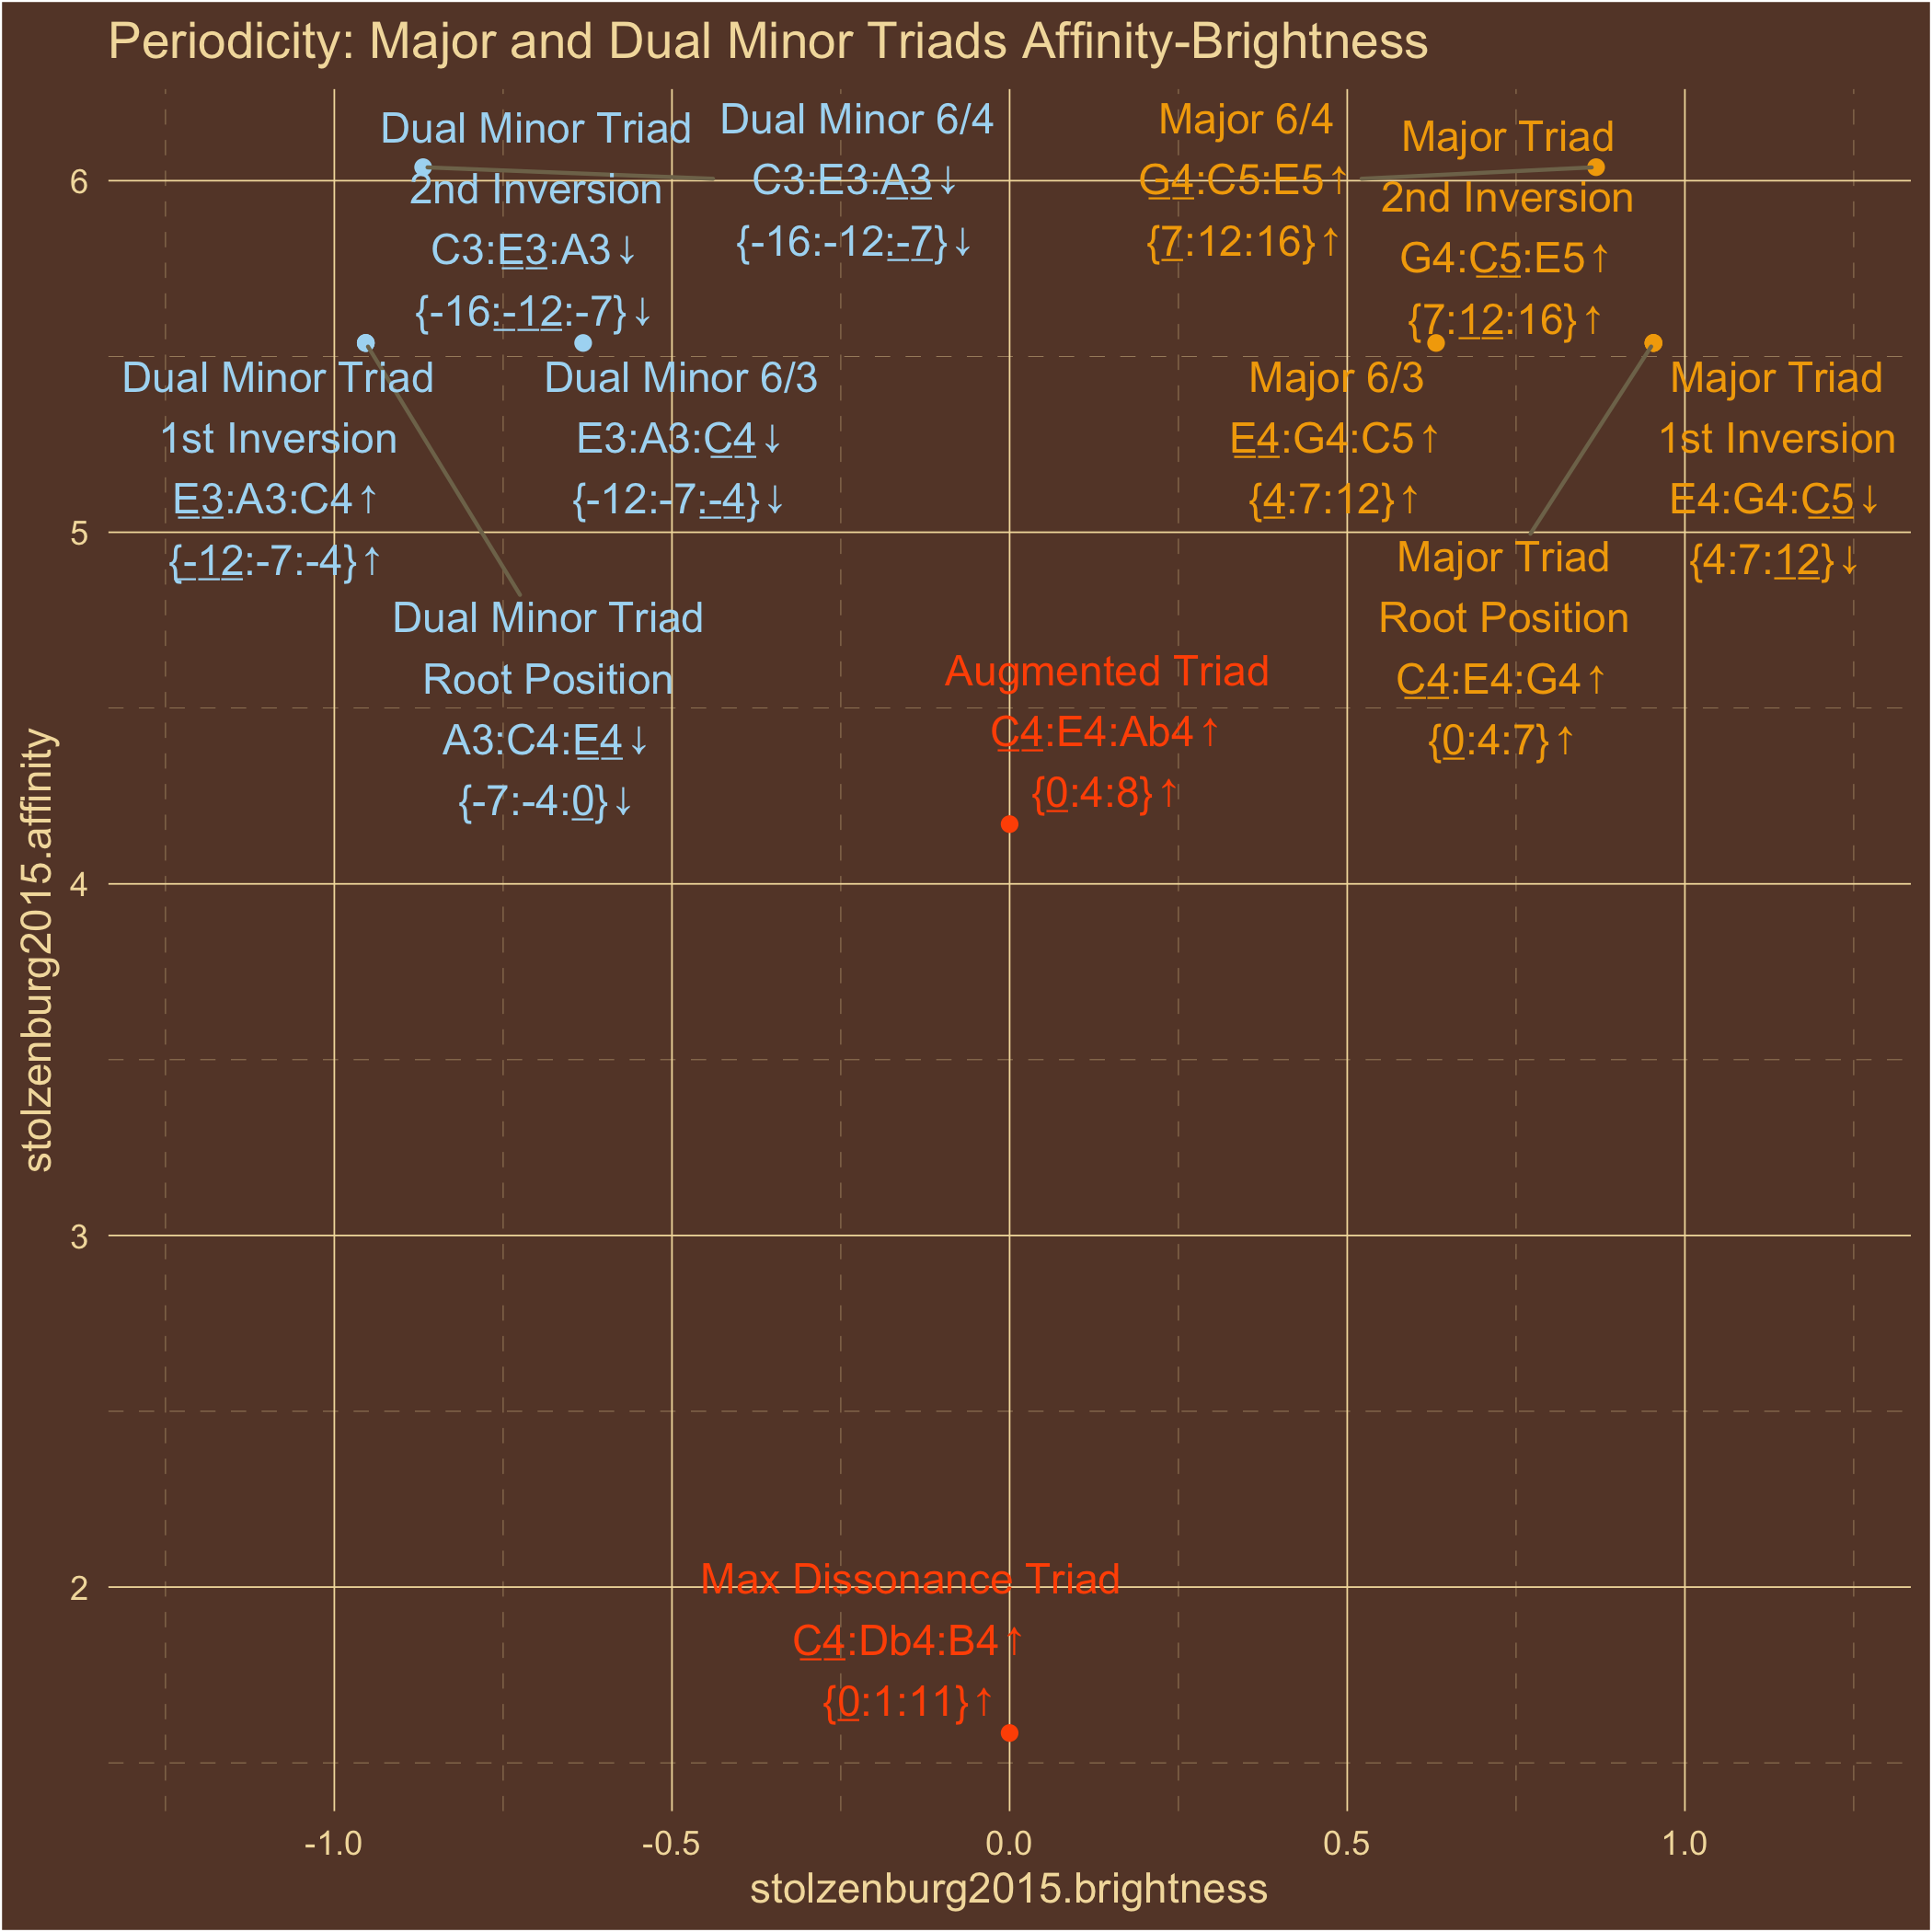 Periodicity: Major and Dual Minor Triads Affinity-Brightness
Dual Minor Triad
2nd Inversion
C3:E3:A3↓
{-16:-12:-7}↓
Dual Minor 6/4
C3:E3:A3↓
{-16:-12:-7}↓
Major 6/4
G4:C5:E5↑
{7:12:16}↑
Major Triad
2nd Inversion
G4:C5:E5↑
{7:12:16}↑
Dual Minor Triad
1st Inversion
E3:A3:C4↑
{-12:-7:-4}↑
Dual Minor 6/3
E3:A3:C4↓
{-12:-7:-4}↓
Major 6/3
E4:G4:C5↑
{4:7:12}↑
Major Triad
1st Inversion
E4:G4:C5↓
{4:7:12}↓
Dual Minor Triad
Root Position
A3:C4:E4↓
{-7:-4:0}↓
Major Triad
Root Position
C4:E4:G4↑
{0:4:7}↑
Augmented Triad
C4:E4:Ab4↑
{0:4:8}↑
Max Dissonance Triad
C4:Db4:B4↑
{0:1:11}↑
6
5
4
3
2
stolzenburg2015.affinity
-1.0
-0.5
0.0
0.5
1.0
stolzenburg2015.brightness